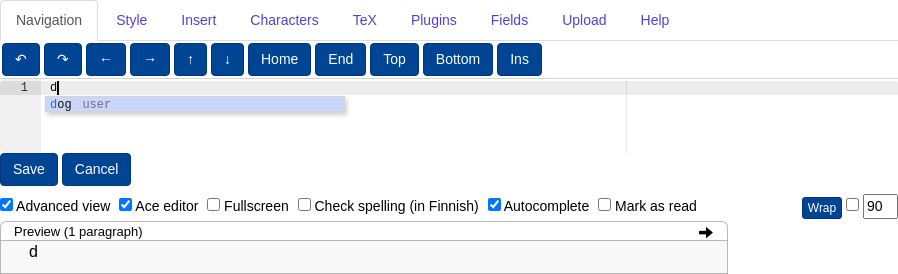 Navigation Style Insert Characters TeX Plugins Fields Upload Help
↶ ↷ ← → ↑ ↓ Home End Top Bottom Ins
1 d
dog user
Save Cancel
Advanced view Ace editor Fullscreen Check spelling (in Finnish) Autocomplete Mark as read Wrap 90
Preview (1 paragraph)
d